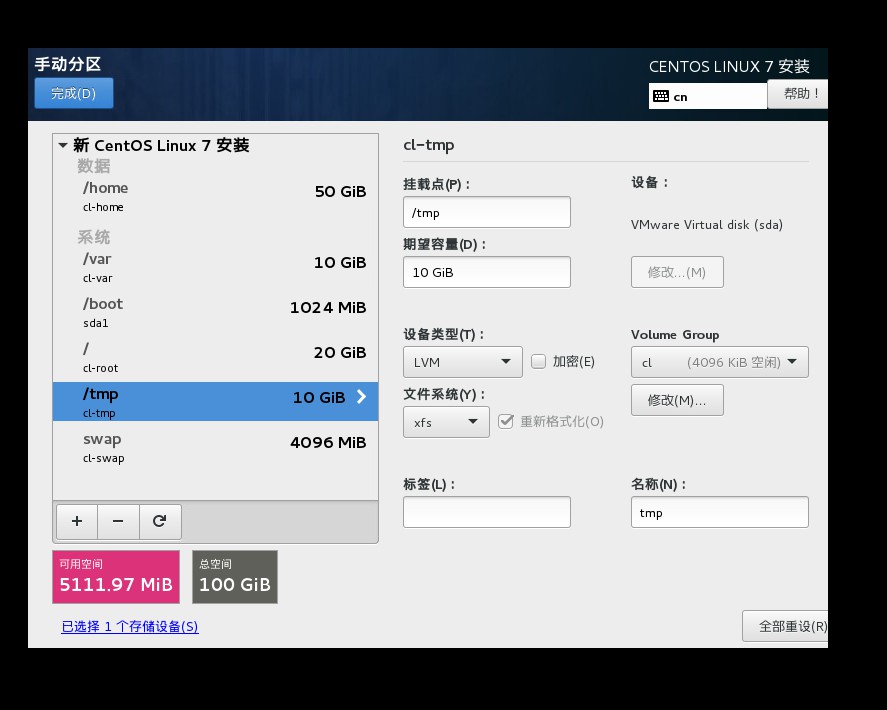 手动分区
CENTOS LINUX 7 安装
完成(D)
cn
帮助！
新 CentOS Linux 7 安装
数据
/home
50 GiB
cl-home
系统
/var
10 GiB
cl-var
/boot
1024 MiB
sda1
/
20 GiB
cl-root
/tmp
10 GiB
cl-tmp
swap
4096 MiB
cl-swap
+ −
可用空间
5111.97 MiB
总空间
100 GiB
已选择 1 个存储设备(S)
cl-tmp
挂载点(P)：
/tmp
期望容量(D)：
10 GiB
设备：
VMware Virtual disk (sda)
修改...(M)
设备类型(T)：
LVM
加密(E)
文件系统(Y)：
xfs
重新格式化(O)
Volume Group
cl (4096 KiB 空闲)
修改(M)...
标签(L)：
名称(N)：
tmp
全部重设(R)